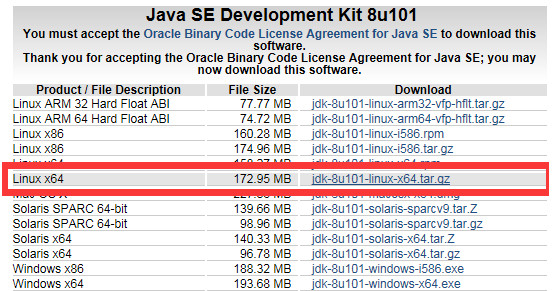 Java SE Development Kit 8u101
You must accept the Oracle Binary Code License Agreement for Java SE to download this
software.
Thank you for accepting the Oracle Binary Code License Agreement for Java SE; you may
now download this software.
Product / File Description File Size Download
Linux ARM 32 Hard Float ABI 77.77 MB jdk-8u101-linux-arm32-vfp-hflt.tar.gz
Linux ARM 64 Hard Float ABI 74.72 MB jdk-8u101-linux-arm64-vfp-hflt.tar.gz
Linux x86 160.28 MB jdk-8u101-linux-i586.rpm
Linux x86 174.96 MB jdk-8u101-linux-i586.tar.gz
Linux x64 MB jdk-8u101-linux-x64.rpm
Linux x64 172.95 MB jdk-8u101-linux-x64.tar.gz
Mac OS X MB
Solaris SPARC 64-bit 139.66 MB jdk-8u101-solaris-sparcv9.tar.Z
Solaris SPARC 64-bit 98.96 MB jdk-8u101-solaris-sparcv9.tar.gz
Solaris x64 140.33 MB jdk-8u101-solaris-x64.tar.Z
Solaris x64 96.78 MB jdk-8u101-solaris-x64.tar.gz
Windows x86 188.32 MB jdk-8u101-windows-i586.exe
Windows x64 193.68 MB jdk-8u101-windows-x64.exe